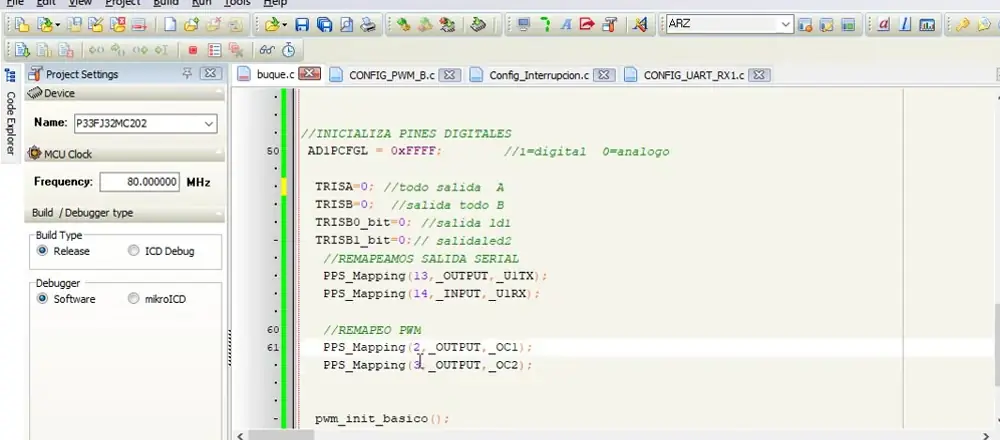 File Edit View Project Build Run Tools Help
ARZ
Project Settings
buque.c
CONFIG_PWM_B.c
Config_Interrupcion.c
CONFIG_UART_RX1.c
Code Explorer
Device
Name: P33FJ32MC202
MCU Clock
Frequency: 80.000000 MHz
Build / Debugger type
Build Type
Release ICD Debug
Debugger
Software mikroICD
//INICIALIZA PINES DIGITALES
50 AD1PCFGL = 0xFFFF; //1=digital 0=analogo
TRISA=0; //todo salida A
TRISB=0; //salida todo B
TRISB0_bit=0; //salida ld1
TRISB1_bit=0;// salidaled2
//REMAPEAMOS SALIDA SERIAL
PPS_Mapping(13,_OUTPUT,_U1TX);
PPS_Mapping(14,_INPUT,_U1RX);
60 //REMAPEO PWM
61 PPS_Mapping(2,_OUTPUT,_OC1);
PPS_Mapping(3,_OUTPUT,_OC2);
pwm_init_basico();